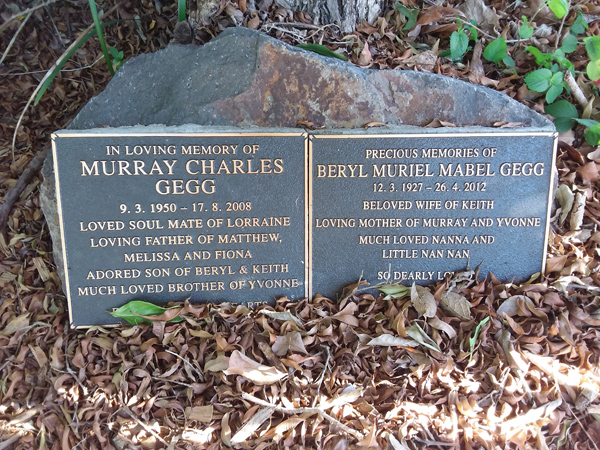 IN LOVING MEMORY OF
MURRAY CHARLES
GEGG
9. 3. 1950 – 17. 8. 2008
LOVED SOUL MATE OF LORRAINE
LOVING FATHER OF MATTHEW,
MELISSA AND FIONA
ADORED SON OF BERYL & KEITH
MUCH LOVED BROTHER OF YVONNE
PRECIOUS MEMORIES OF
BERYL MURIEL MABEL GEGG
12. 3. 1927 – 26. 4. 2012
BELOVED WIFE OF KEITH
LOVING MOTHER OF MURRAY AND YVONNE
MUCH LOVED NANNA AND
LITTLE NAN NAN
SO DEARLY